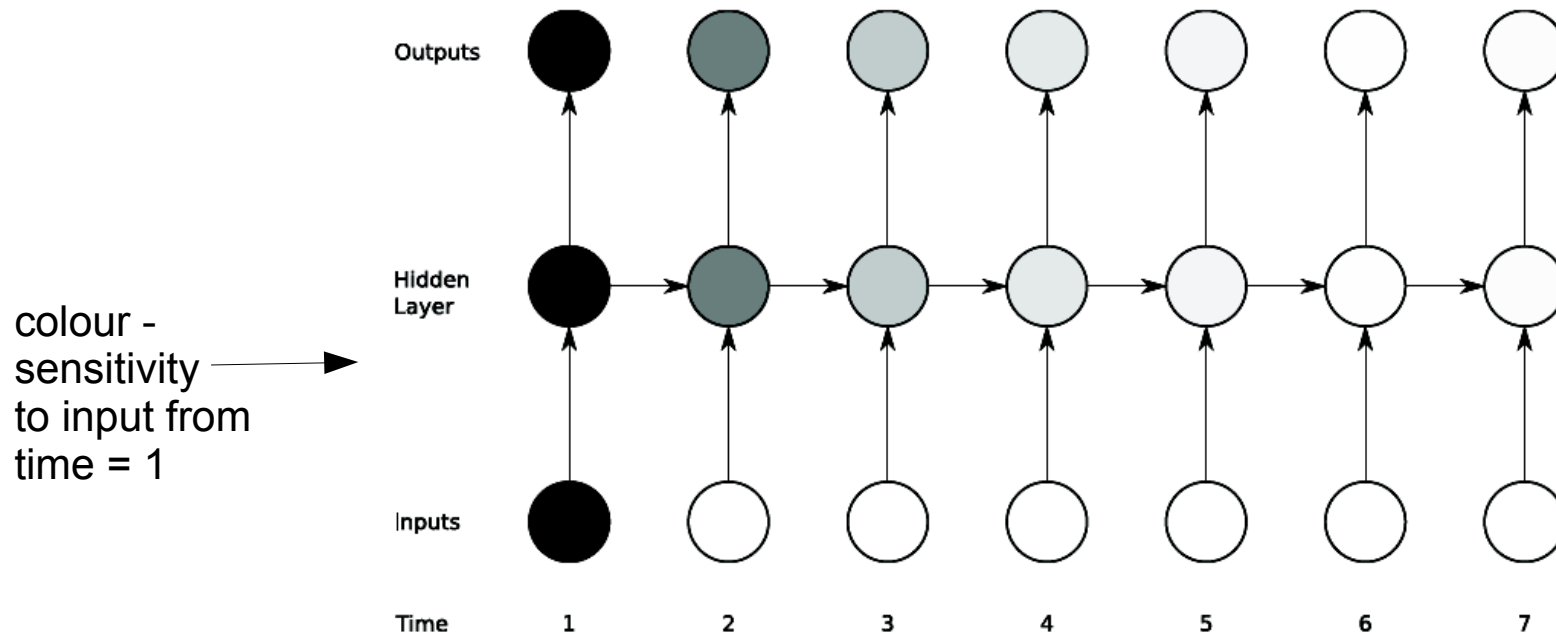 Outputs
Hidden
Layer
colour -
sensitivity
to input from
time = 1
Inputs
Time 1 2 3 4 5 6 7